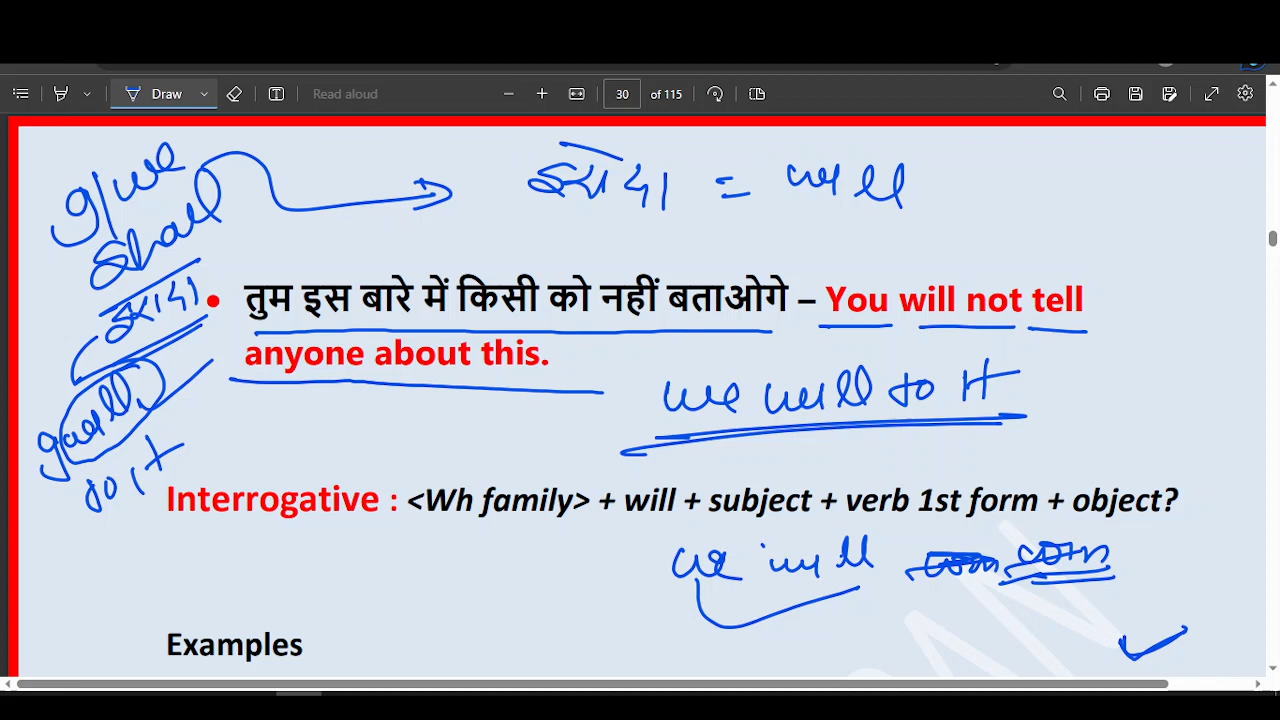 Draw
Read aloud
30 of 115
I/we
shall
ज्यादा
ज्यादा = will
• तुम इस बारे में किसी को नहीं बताओगे – You will not tell
anyone about this.
I will
do it
we will do it
Interrogative : <Wh family> + will + subject + verb 1st form + object?
we will
Examples